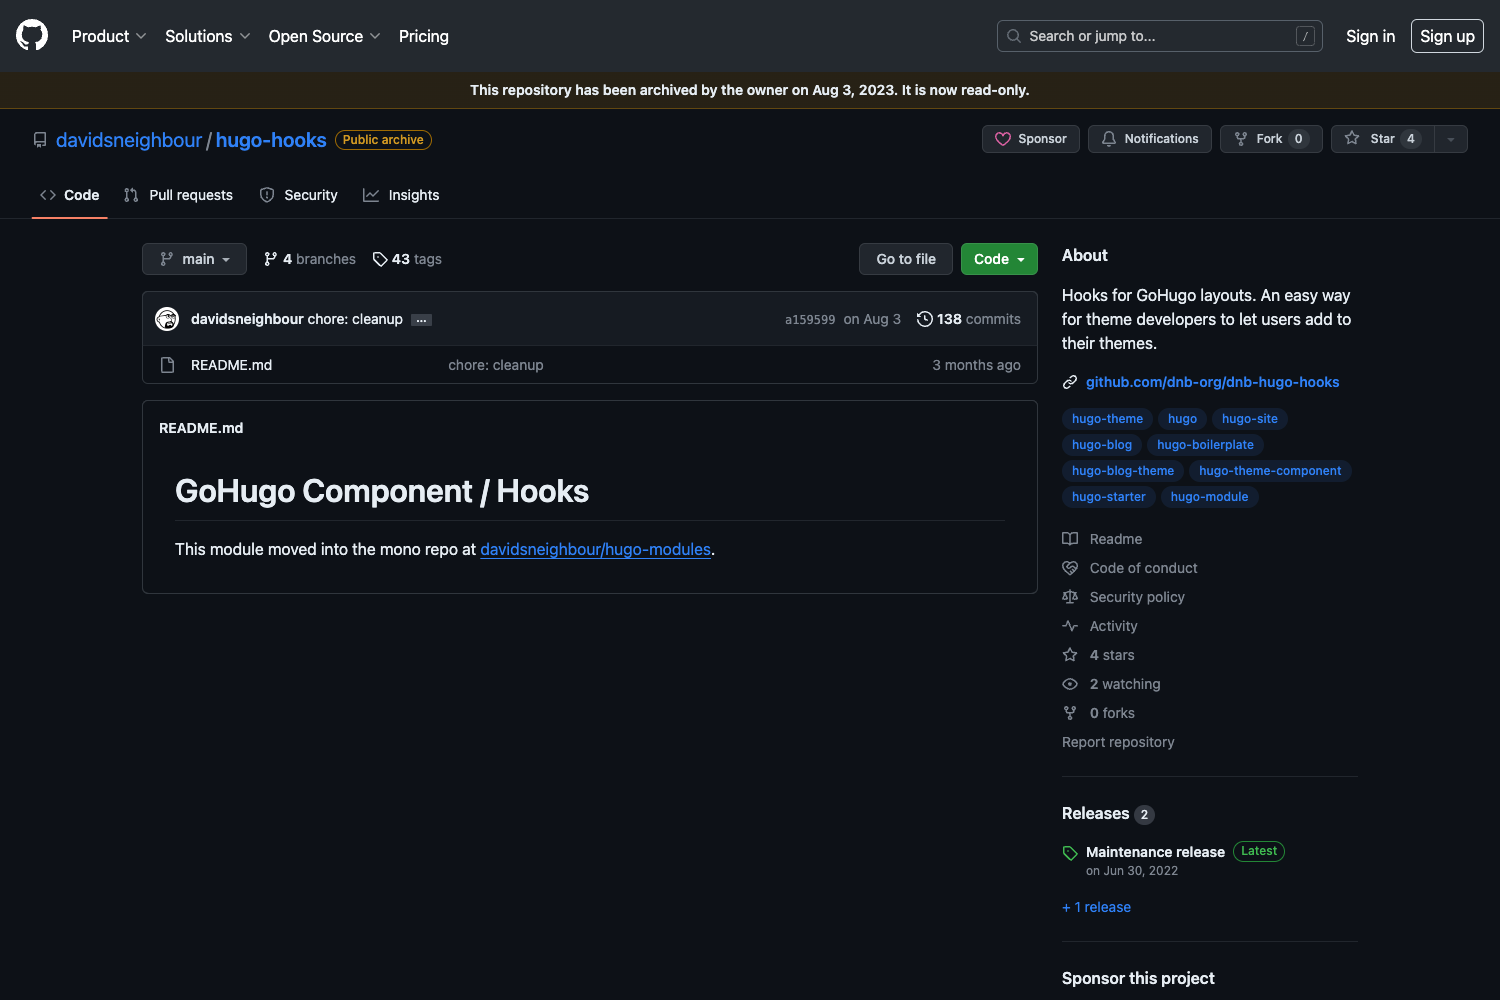 Product Solutions Open Source Pricing Search or jump to... / Sign in Sign up
This repository has been archived by the owner on Aug 3, 2023. It is now read-only.
davidsneighbour / hugo-hooks Public archive Sponsor Notifications Fork 0 Star 4
Code Pull requests Security Insights
main 4 branches 43 tags Go to file Code
davidsneighbour chore: cleanup ... a159599 on Aug 3 138 commits
README.md chore: cleanup 3 months ago
README.md
GoHugo Component / Hooks
This module moved into the mono repo at davidsneighbour/hugo-modules.
About
Hooks for GoHugo layouts. An easy way
for theme developers to let users add to
their themes.
github.com/dnb-org/dnb-hugo-hooks
hugo-theme hugo hugo-site
hugo-blog hugo-boilerplate
hugo-blog-theme hugo-theme-component
hugo-starter hugo-module
Readme
Code of conduct
Security policy
Activity
4 stars
2 watching
0 forks
Report repository
Releases 2
Maintenance release Latest
on Jun 30, 2022
+ 1 release
Sponsor this project